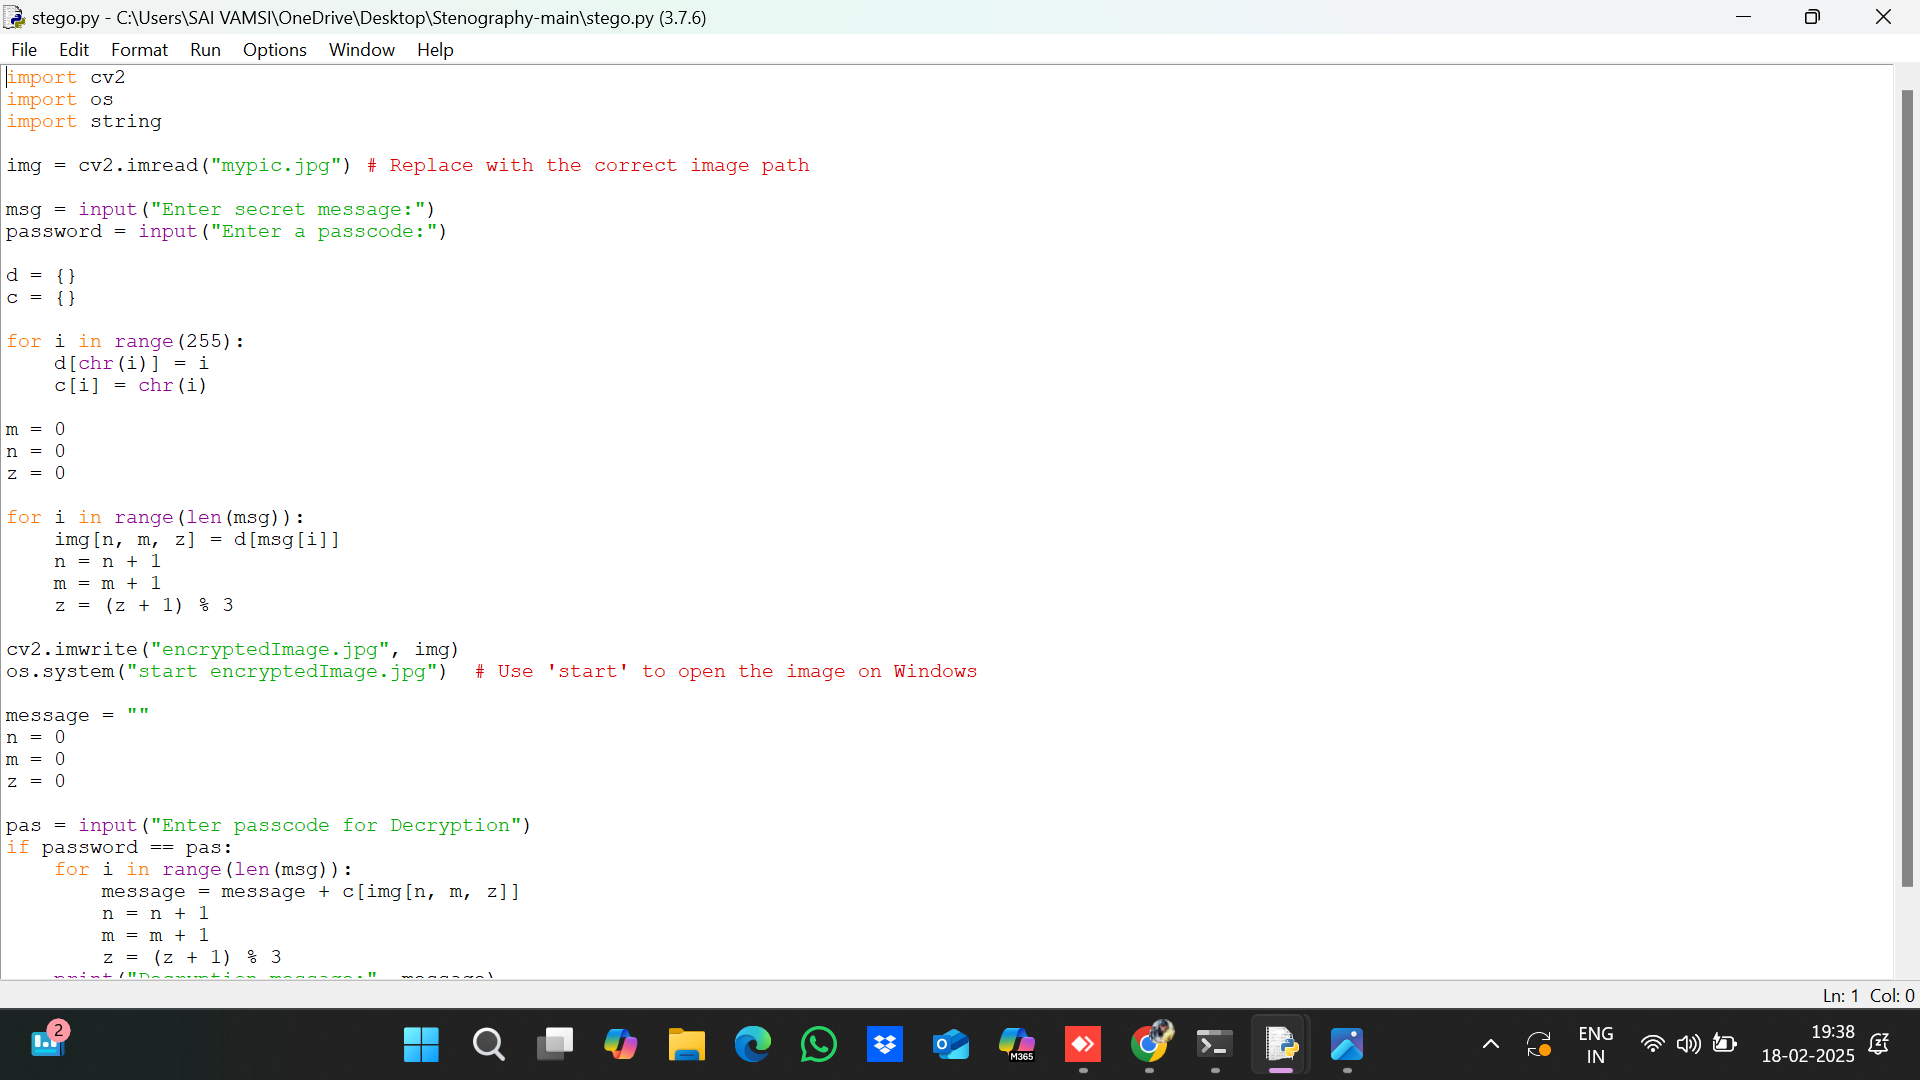 stego.py - C:\Users\SAI VAMSI\OneDrive\Desktop\Stenography-main\stego.py (3.7.6)
File Edit Format Run Options Window Help
import cv2
import os
import string
img = cv2.imread("mypic.jpg") # Replace with the correct image path
msg = input("Enter secret message:")
password = input("Enter a passcode:")
d = {}
c = {}
for i in range(255):
    d[chr(i)] = i
    c[i] = chr(i)
m = 0
n = 0
z = 0
for i in range(len(msg)):
    img[n, m, z] = d[msg[i]]
    n = n + 1
    m = m + 1
    z = (z + 1) % 3
cv2.imwrite("encryptedImage.jpg", img)
os.system("start encryptedImage.jpg")  # Use 'start' to open the image on Windows
message = ""
n = 0
m = 0
z = 0
pas = input("Enter passcode for Decryption")
if password == pas:
    for i in range(len(msg)):
        message = message + c[img[n, m, z]]
        n = n + 1
        m = m + 1
        z = (z + 1) % 3
    print("Decryption message:", message)
Ln: 1 Col: 0
2
M365
ENG
IN
19:38
18-02-2025